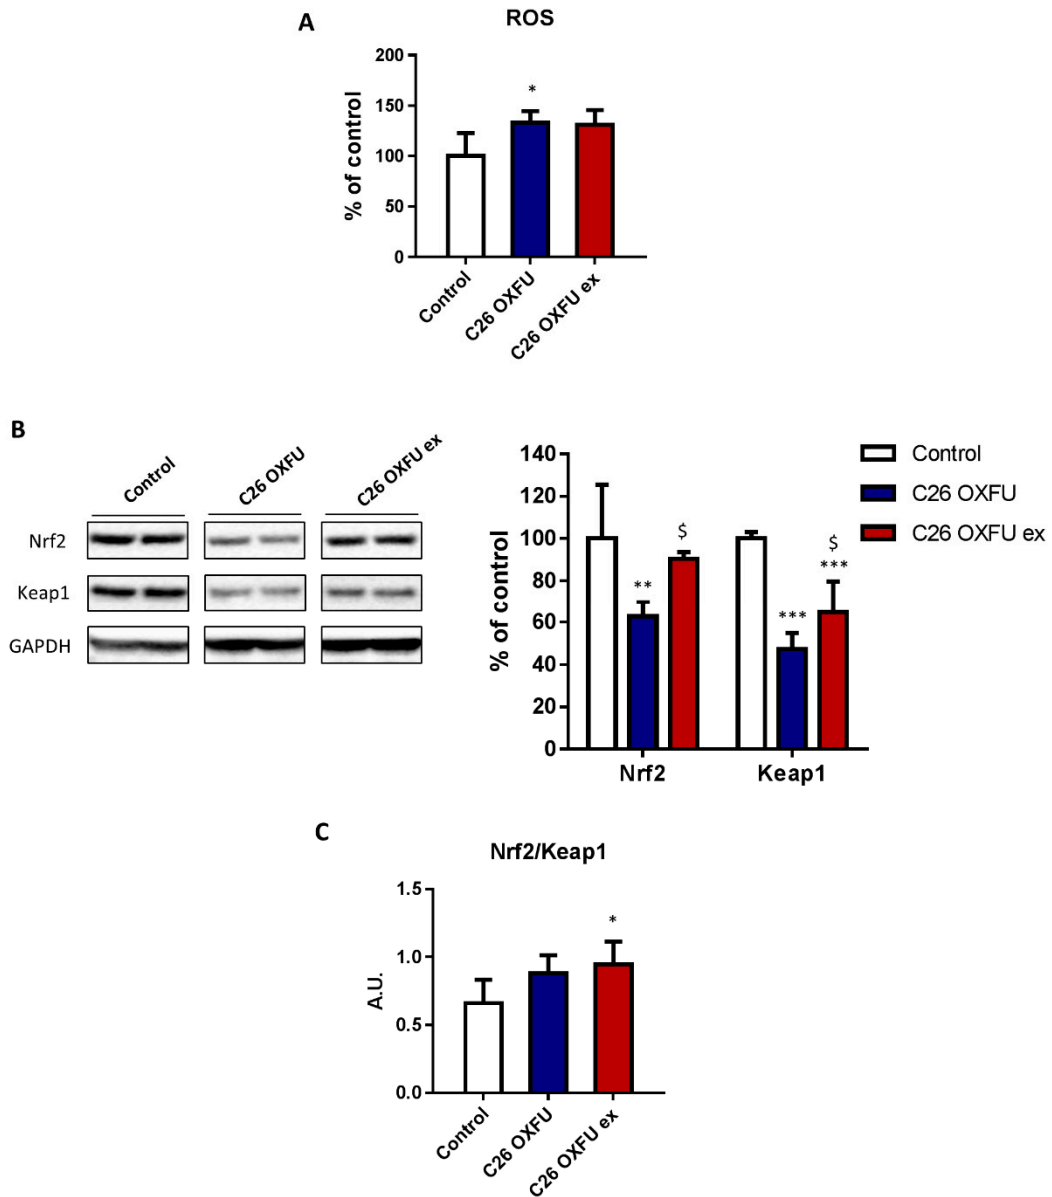 A
ROS
200
150
100
50
0
% of control
*
Control
C26 OXFU
C26 OXFU ex
B
Control
C26 OXFU
C26 OXFU ex
Nrf2
Keap1
GAPDH
140
120
100
80
60
40
20
0
% of control
**
$
***
$
***
Nrf2
Keap1
Control
C26 OXFU
C26 OXFU ex
C
Nrf2/Keap1
1.5
1.0
0.5
0.0
A.U.
*
Control
C26 OXFU
C26 OXFU ex